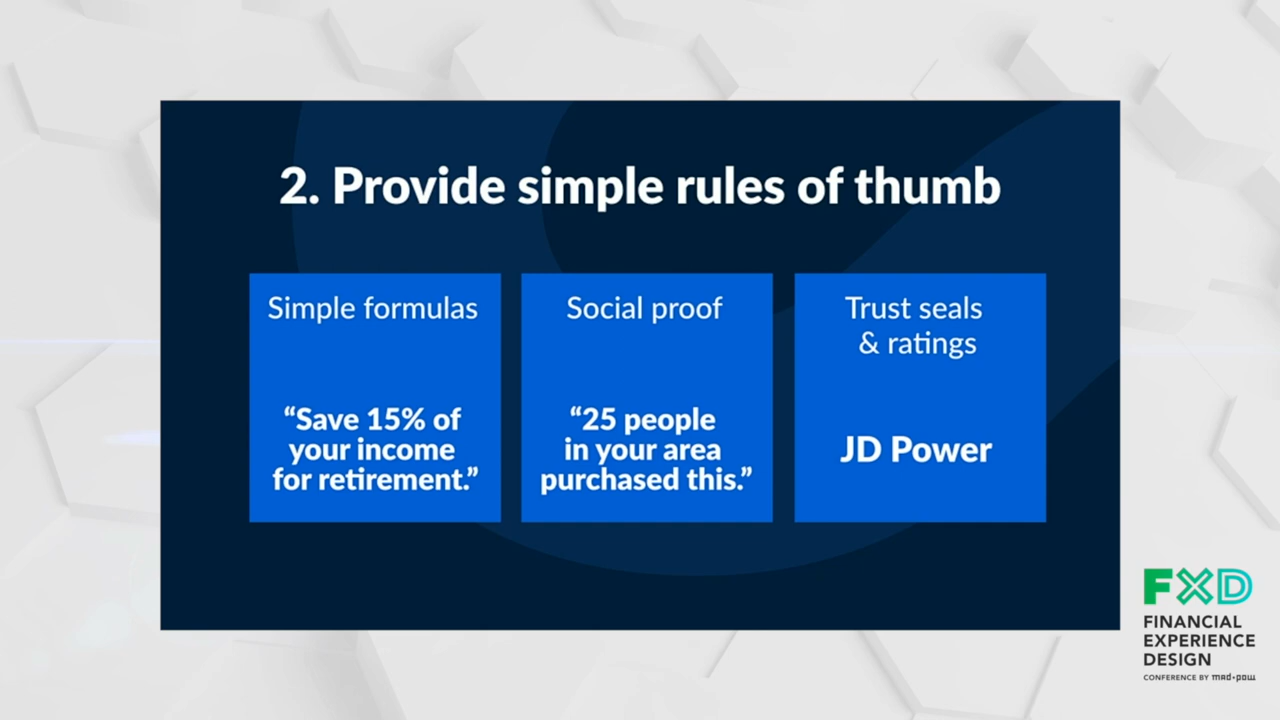 2. Provide simple rules of thumb
Simple formulas
“Save 15% of
your income
for retirement.”
Social proof
“25 people
in your area
purchased this.”
Trust seals
& ratings
JD Power
FXD
FINANCIAL
EXPERIENCE
DESIGN
CONFERENCE BY mad*pow